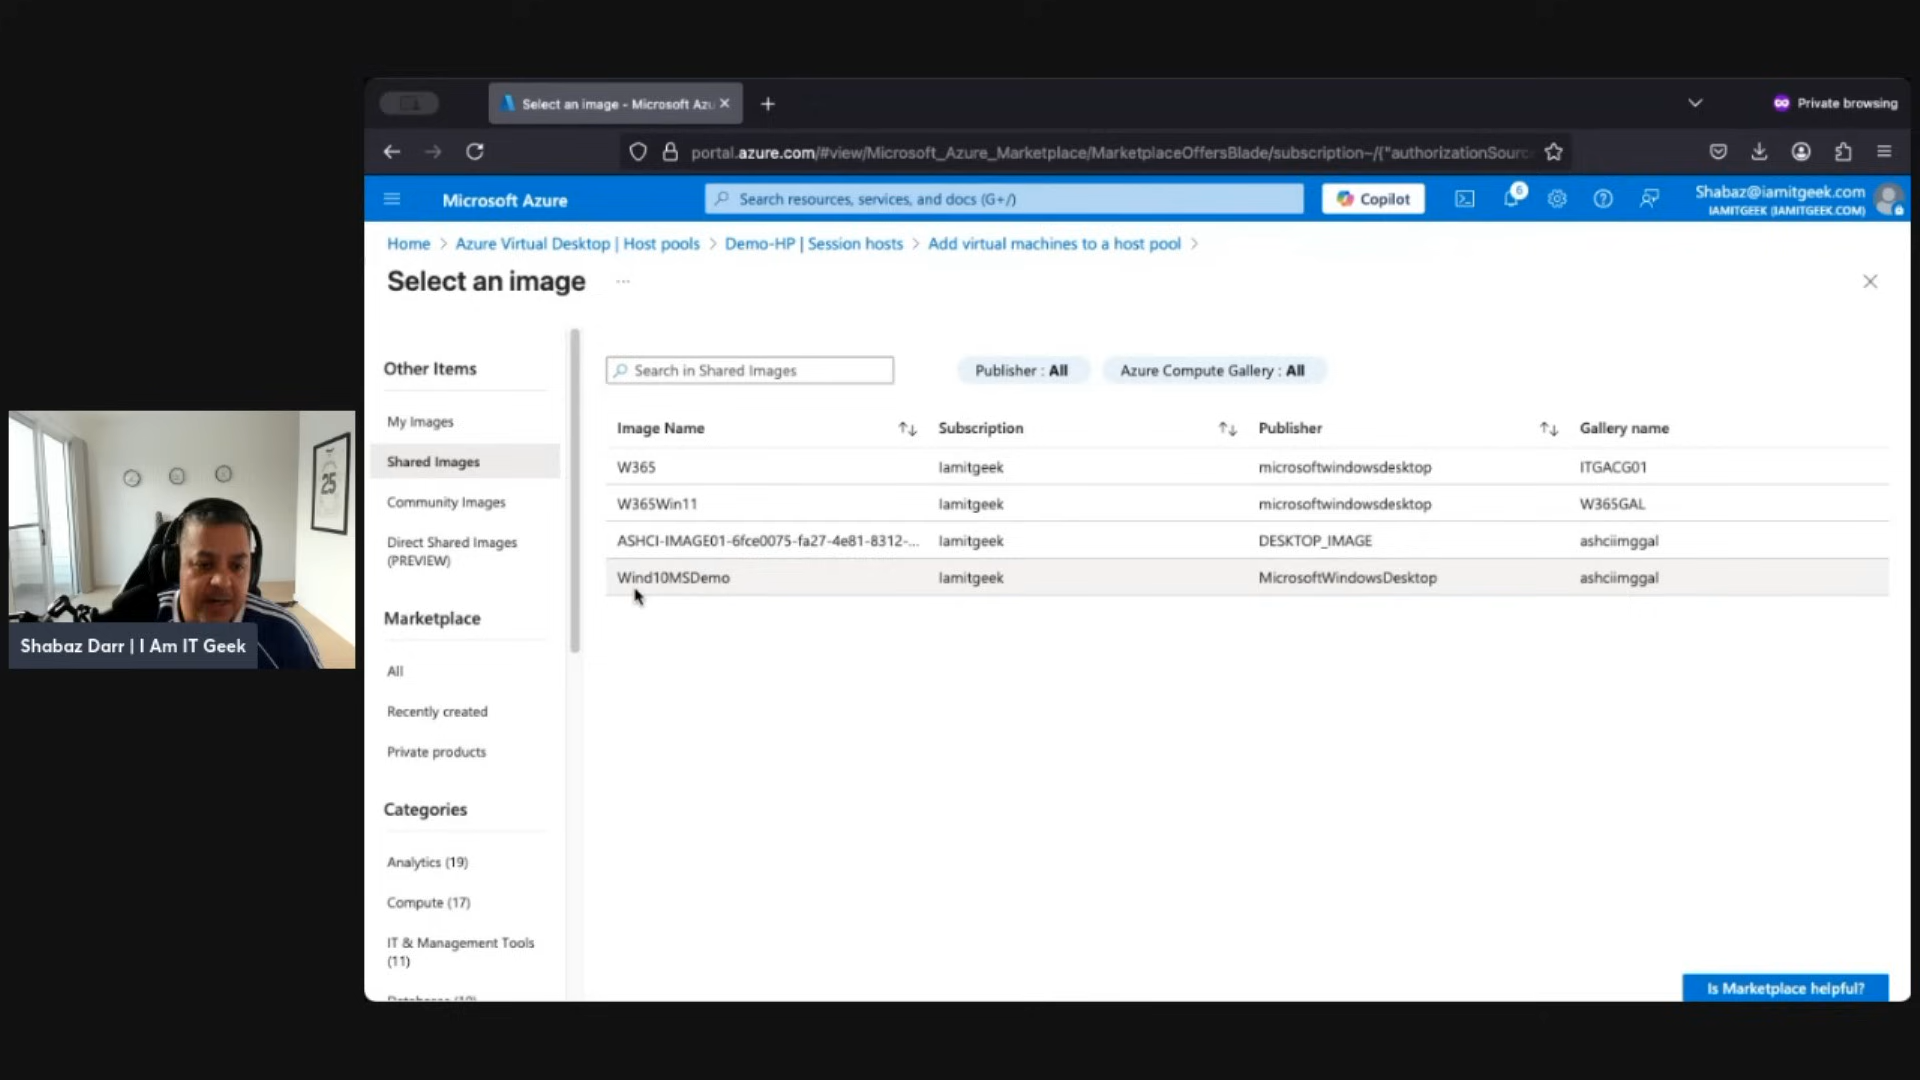 Select an image - Microsoft Azu
Private browsing
portal.azure.com/#view/Microsoft_Azure_Marketplace/MarketplaceOffersBlade/subscription~/{"authorizationSourc
Microsoft Azure
Search resources, services, and docs (G+/)
Copilot
6
Shabaz@iamitgeek.com
IAMITGEEK (IAMITGEEK.COM)
Home > Azure Virtual Desktop | Host pools > Demo-HP | Session hosts > Add virtual machines to a host pool >
Select an image ...
Other Items
My Images
Shared Images
Community Images
Direct Shared Images
(PREVIEW)
Marketplace
All
Recently created
Private products
Categories
Analytics (19)
Compute (17)
IT & Management Tools
(11)
Databases (10)
Search in Shared Images
Publisher : All
Azure Compute Gallery : All
Image Name Subscription Publisher Gallery name
W365 Iamitgeek microsoftwindowsdesktop ITGACG01
W365Win11 Iamitgeek microsoftwindowsdesktop W365GAL
ASHCI-IMAGE01-6fce0075-fa27-4e81-8312-... Iamitgeek DESKTOP_IMAGE ashciimggal
Wind10MSDemo Iamitgeek MicrosoftWindowsDesktop ashciimggal
Is Marketplace helpful?
25
Shabaz Darr | I Am IT Geek